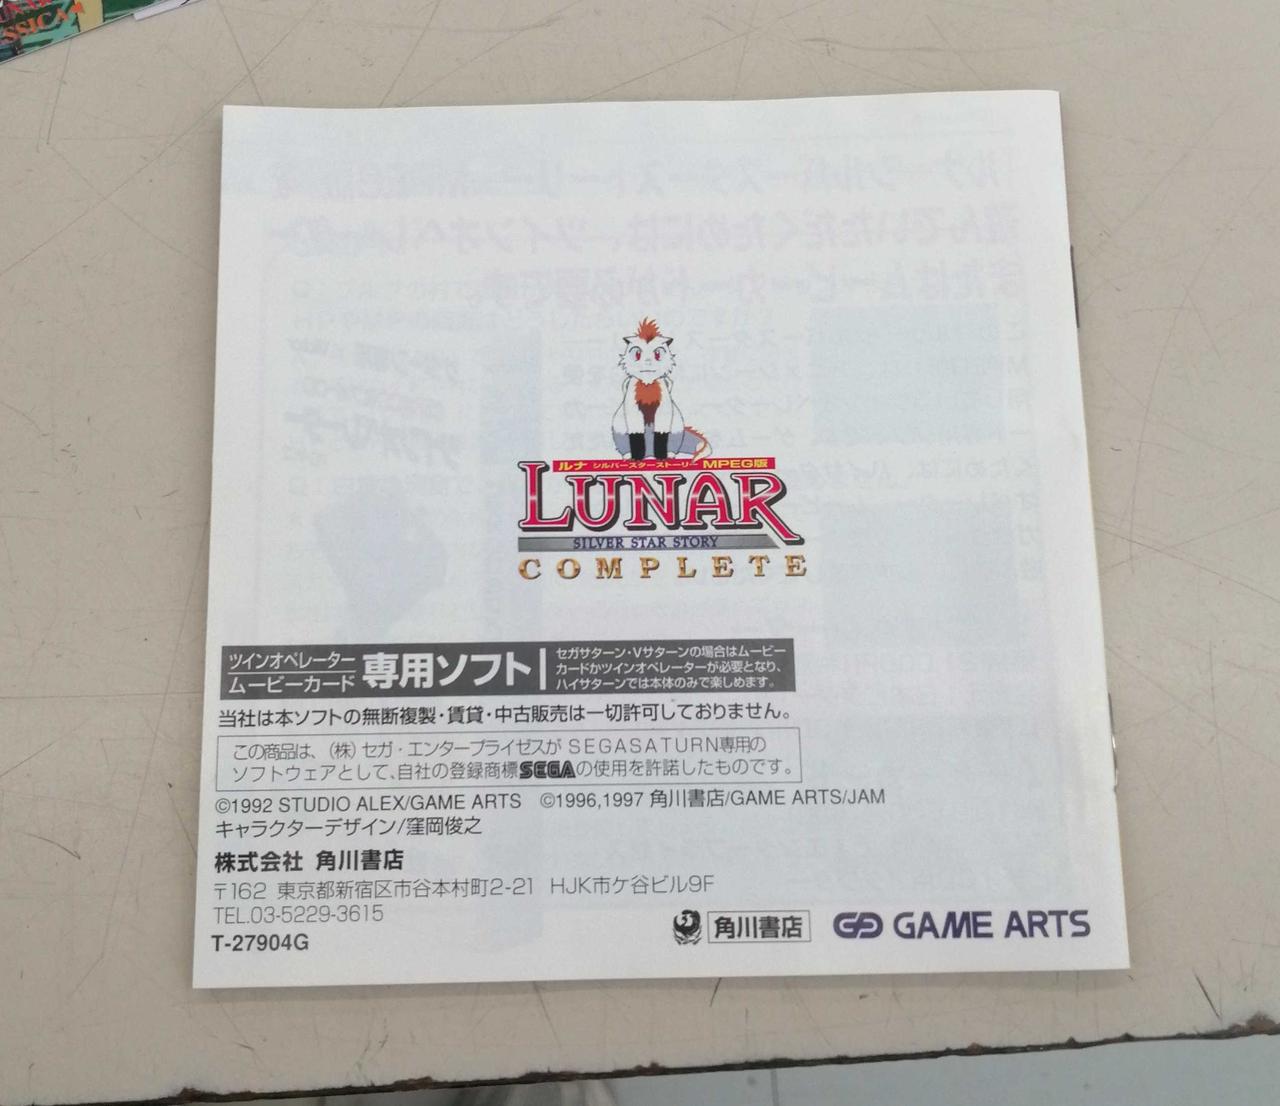 ルナ シルバースターストーリー MPEG版
LUNAR
SILVER STAR STORY
COMPLETE
ツインオペレーター
ムービーカード
専用ソフト
セガサターン・Vサターンの場合はムービー
カードかツインオペレーターが必要となり、
ハイサターンでは本体のみで楽しめます。
当社は本ソフトの無断複製・賃貸・中古販売は一切許可しておりません。
この商品は、(株)セガ・エンタープライゼスがSEGASATURN専用の
ソフトウェアとして、自社の登録商標SEGAの使用を許諾したものです。
©1992 STUDIO ALEX/GAME ARTS ©1996,1997 角川書店/GAME ARTS/JAM
キャラクターデザイン/窪岡俊之
株式会社 角川書店
〒162 東京都新宿区市谷本村町2-21 HJK市ケ谷ビル9F
TEL.03-5229-3615
T-27904G
角川書店
GAME ARTS